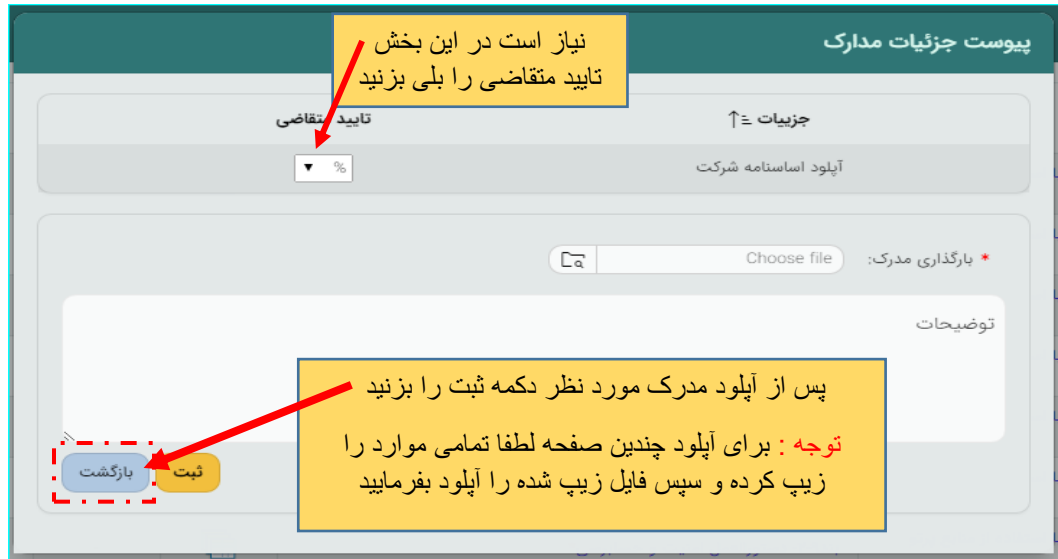 پیوست جزئیات مدارک
نیاز است در این بخش
تایید متقاضی را بلی بزنید
جزییات
تایید متقاضی
آپلود اساسنامه شرکت
%
* بارگذاری مدرک:
Choose file
توضیحات
پس از آپلود مدرک مورد نظر دکمه ثبت را بزنید
توجه : برای آپلود چندین صفحه لطفا تمامی موارد را
زیپ کرده و سپس فایل زیپ شده را آپلود بفرمایید
ثبت
بازگشت